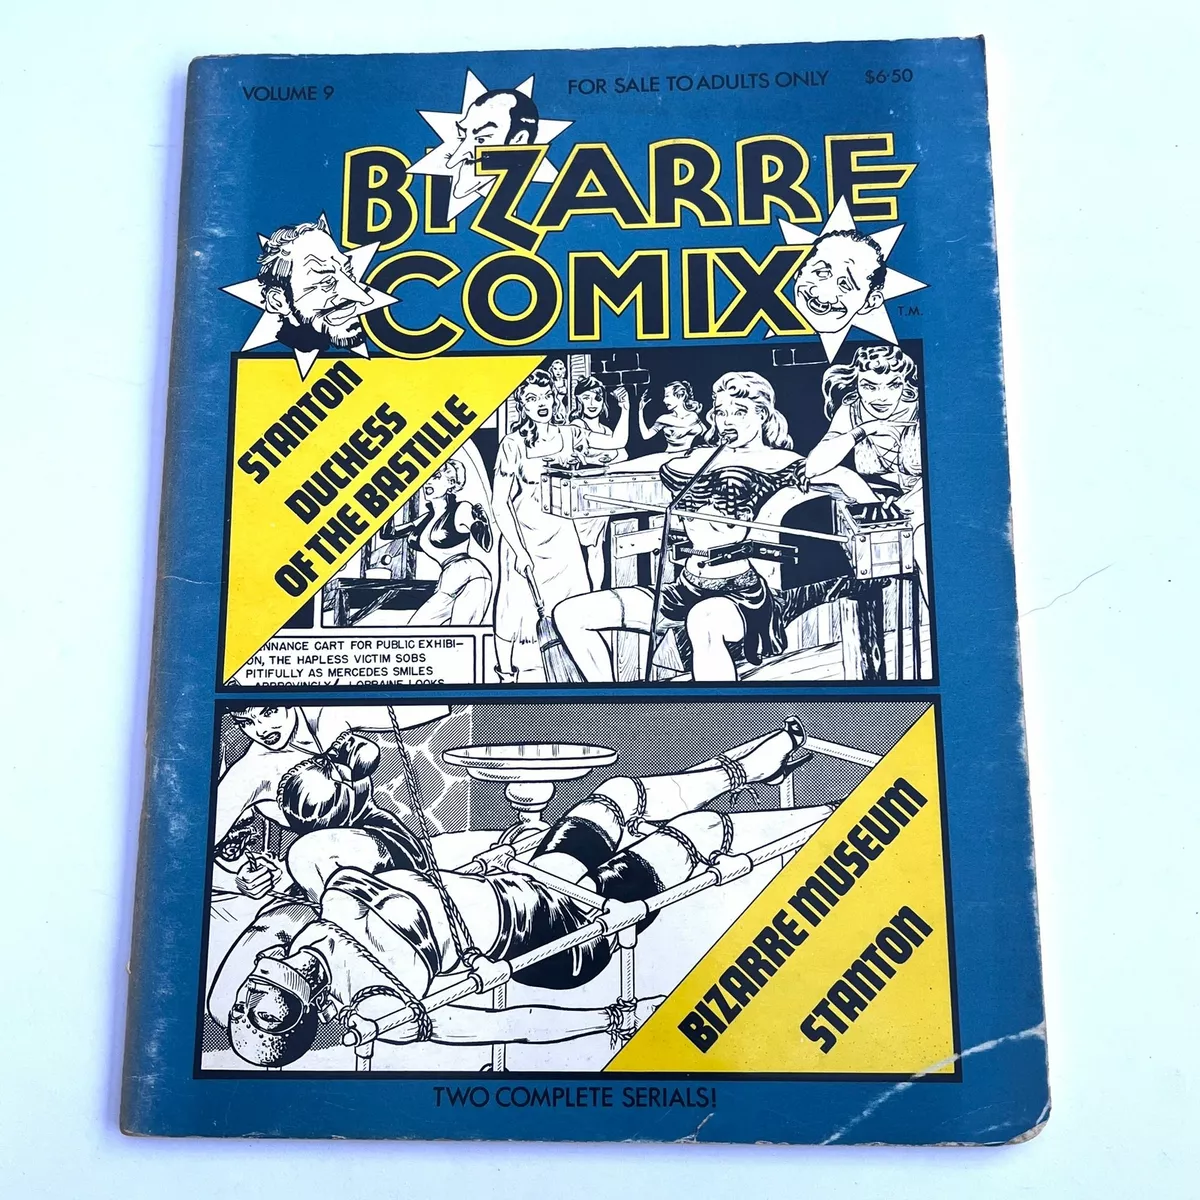 VOLUME 9
FOR SALE TO ADULTS ONLY
$6.50
BIZARRE
COMIX
T.M.
STANTON
DUCHESS
OF THE BASTILLE
CART FOR PUBLIC EXHIBI-
THE HAPLESS VICTIM SOBS
PITIFULLY AS MERCEDES SMILES
APPROVINGLY! LORRAINE LOOKS
BIZARRE MUSEUM
STANTON
TWO COMPLETE SERIALS!